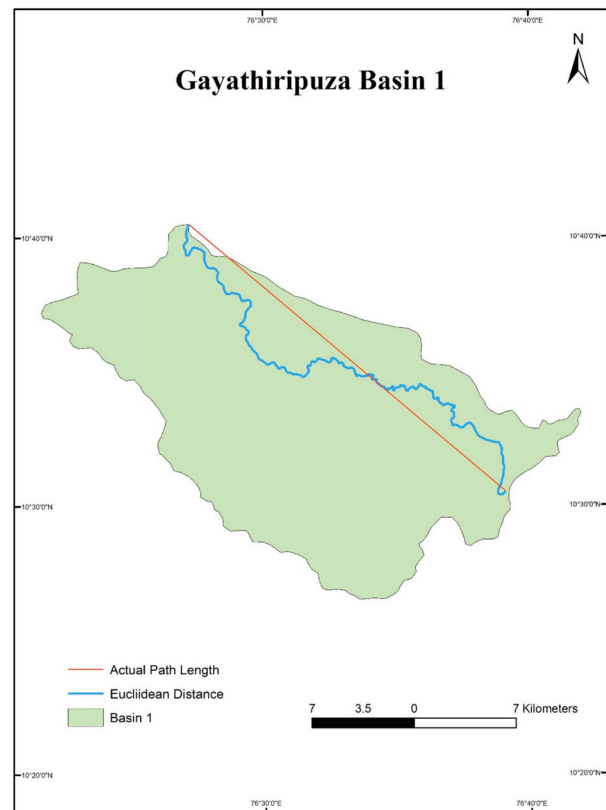 76°30'0"E 76°40'0"E
N
Gayathiripuza Basin 1
10°40'0"N 10°40'0"N
10°30'0"N 10°30'0"N
Actual Path Length
Eucliidean Distance
Basin 1
7 3.5 0 7 Kilometers
10°20'0"N 10°20'0"N
76°30'0"E 76°40'0"E